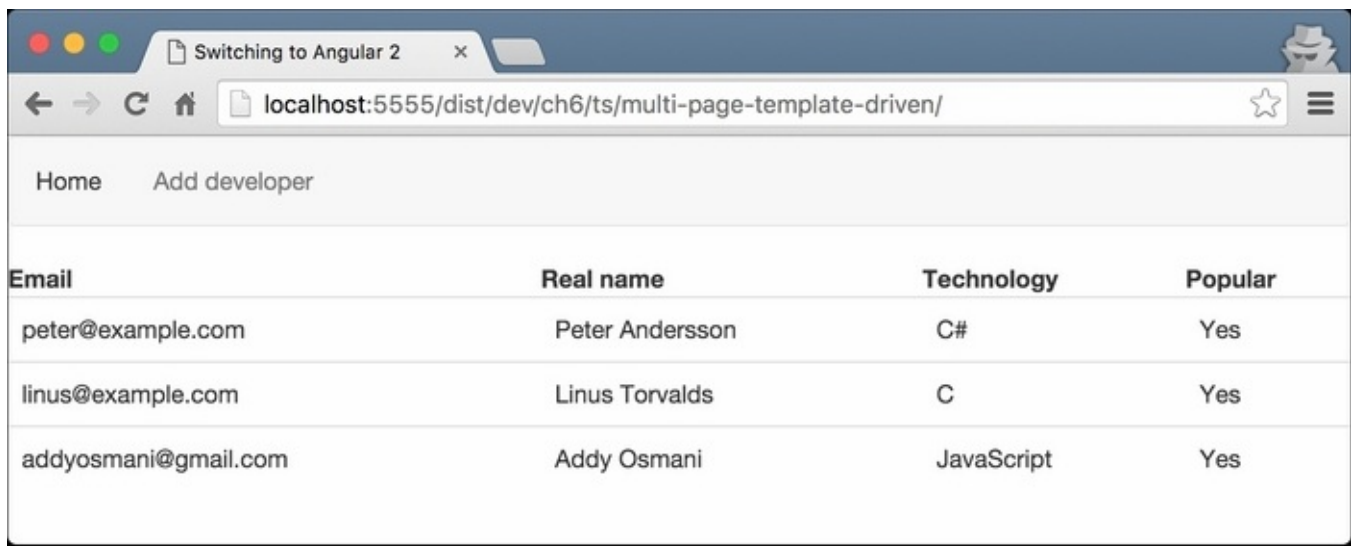 Switching to Angular 2
localhost:5555/dist/dev/ch6/ts/multi-page-template-driven/
Home Add developer
Email Real name Technology Popular
peter@example.com Peter Andersson C# Yes
linus@example.com Linus Torvalds C Yes
addyosmani@gmail.com Addy Osmani JavaScript Yes